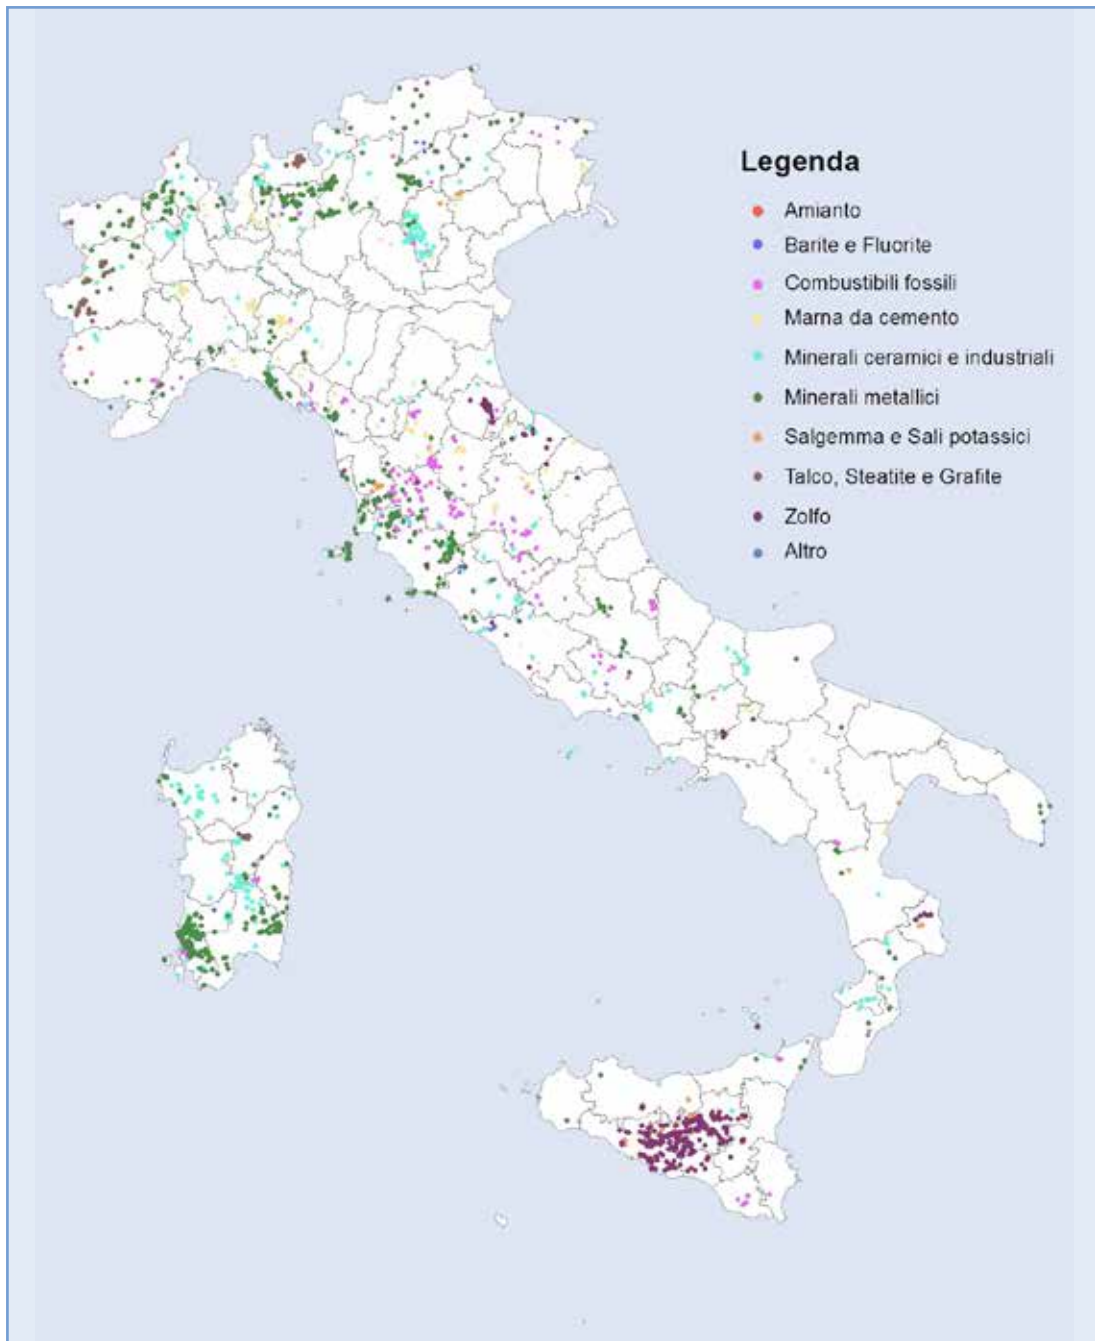 Legenda
Amianto
Barite e Fluorite
Combustibili fossili
Marna da cemento
Minerali ceramici e industriali
Minerali metallici
Salgemma e Sali potassici
Talco, Steatite e Grafite
Zolfo
Altro